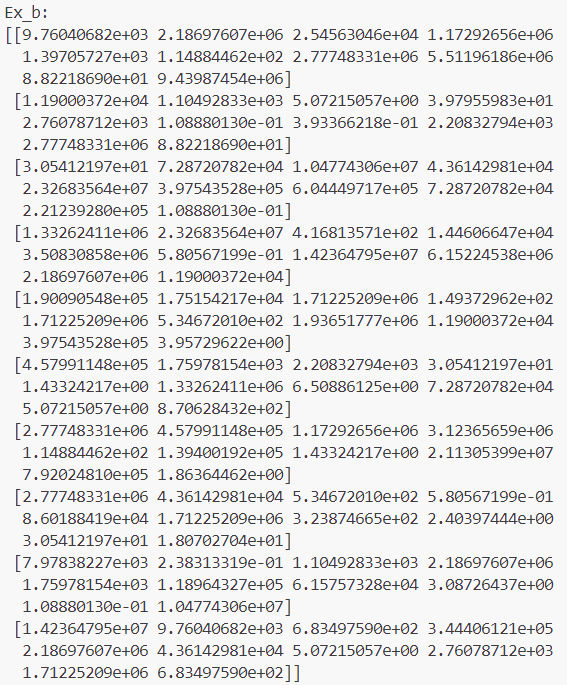 Ex_b:
[[9.76040682e+03 2.18697607e+06 2.54563046e+04 1.17292656e+06
  1.39705727e+03 1.14884462e+02 2.77748331e+06 5.51196186e+06
  8.82218690e+01 9.43987454e+06]
 [1.19000372e+04 1.10492833e+03 5.07215057e+00 3.97955983e+01
  2.76078712e+03 1.08880130e-01 3.93366218e-01 2.20832794e+03
  2.77748331e+06 8.82218690e+01]
 [3.05412197e+01 7.28720782e+04 1.04774306e+07 4.36142981e+04
  2.32683564e+07 3.97543528e+05 6.04449717e+05 7.28720782e+04
  2.21239280e+05 1.08880130e-01]
 [1.33262411e+06 2.32683564e+07 4.16813571e+02 1.44606647e+04
  3.50830858e+06 5.80567199e-01 1.42364795e+07 6.15224538e+06
  2.18697607e+06 1.19000372e+04]
 [1.90090548e+05 1.75154217e+04 1.71225209e+06 1.49372962e+02
  1.71225209e+06 5.34672010e+02 1.93651777e+06 1.19000372e+04
  3.97543528e+05 3.95729622e+00]
 [4.57991148e+05 1.75978154e+03 2.20832794e+03 3.05412197e+01
  1.43324217e+00 1.33262411e+06 6.50886125e+00 7.28720782e+04
  5.07215057e+00 8.70628432e+02]
 [2.77748331e+06 4.57991148e+05 1.17292656e+06 3.12365659e+06
  1.14884462e+02 1.39400192e+05 1.43324217e+00 2.11305399e+07
  7.92024810e+05 1.86364462e+00]
 [2.77748331e+06 4.36142981e+04 5.34672010e+02 5.80567199e-01
  8.60188419e+04 1.71225209e+06 3.23874665e+02 2.40397444e+00
  3.05412197e+01 1.80702704e+01]
 [7.97838227e+03 2.38313319e-01 1.10492833e+03 2.18697607e+06
  1.75978154e+03 1.18964327e+05 6.15757328e+04 3.08726437e+00
  1.08880130e-01 1.04774306e+07]
 [1.42364795e+07 9.76040682e+03 6.83497590e+02 3.44406121e+05
  2.18697607e+06 4.36142981e+04 5.07215057e+00 2.76078712e+03
  1.71225209e+06 6.83497590e+02]]